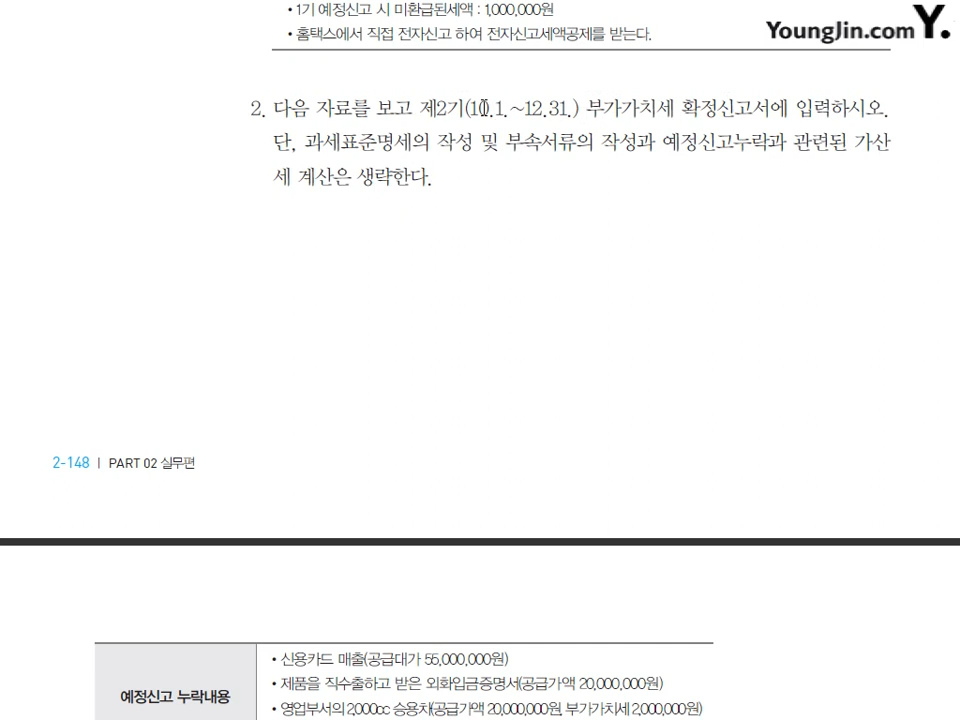 • 1기 예정신고 시 미환급된세액 : 1,000,000원
• 홈택스에서 직접 전자신고 하여 전자신고세액공제를 받는다.
YoungJin.com Y.
2. 다음 자료를 보고 제2기(10.1.~12.31.) 부가가치세 확정신고서에 입력하시오.
단, 과세표준명세의 작성 및 부속서류의 작성과 예정신고누락과 관련된 가산
세 계산은 생략한다.
2-148 | PART 02 실무편
• 신용카드 매출(공급대가 55,000,000원)
• 제품을 직수출하고 받은 외화입금증명서(공급가액 20,000,000원)
예정신고 누락내용
• 영업부서의 2,000cc 승용차(공급가액 20,000,000원, 부가가치세 2,000,000원)